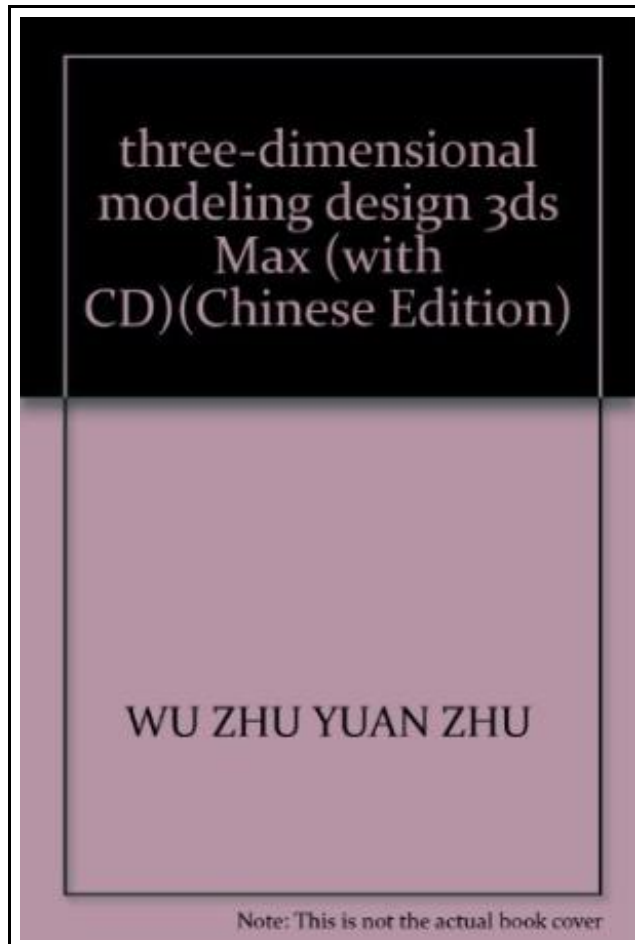 three-dimensional
modeling design 3ds
Max (with
CD)(Chinese Edition)
WU ZHU YUAN ZHU
Note: This is not the actual book cover